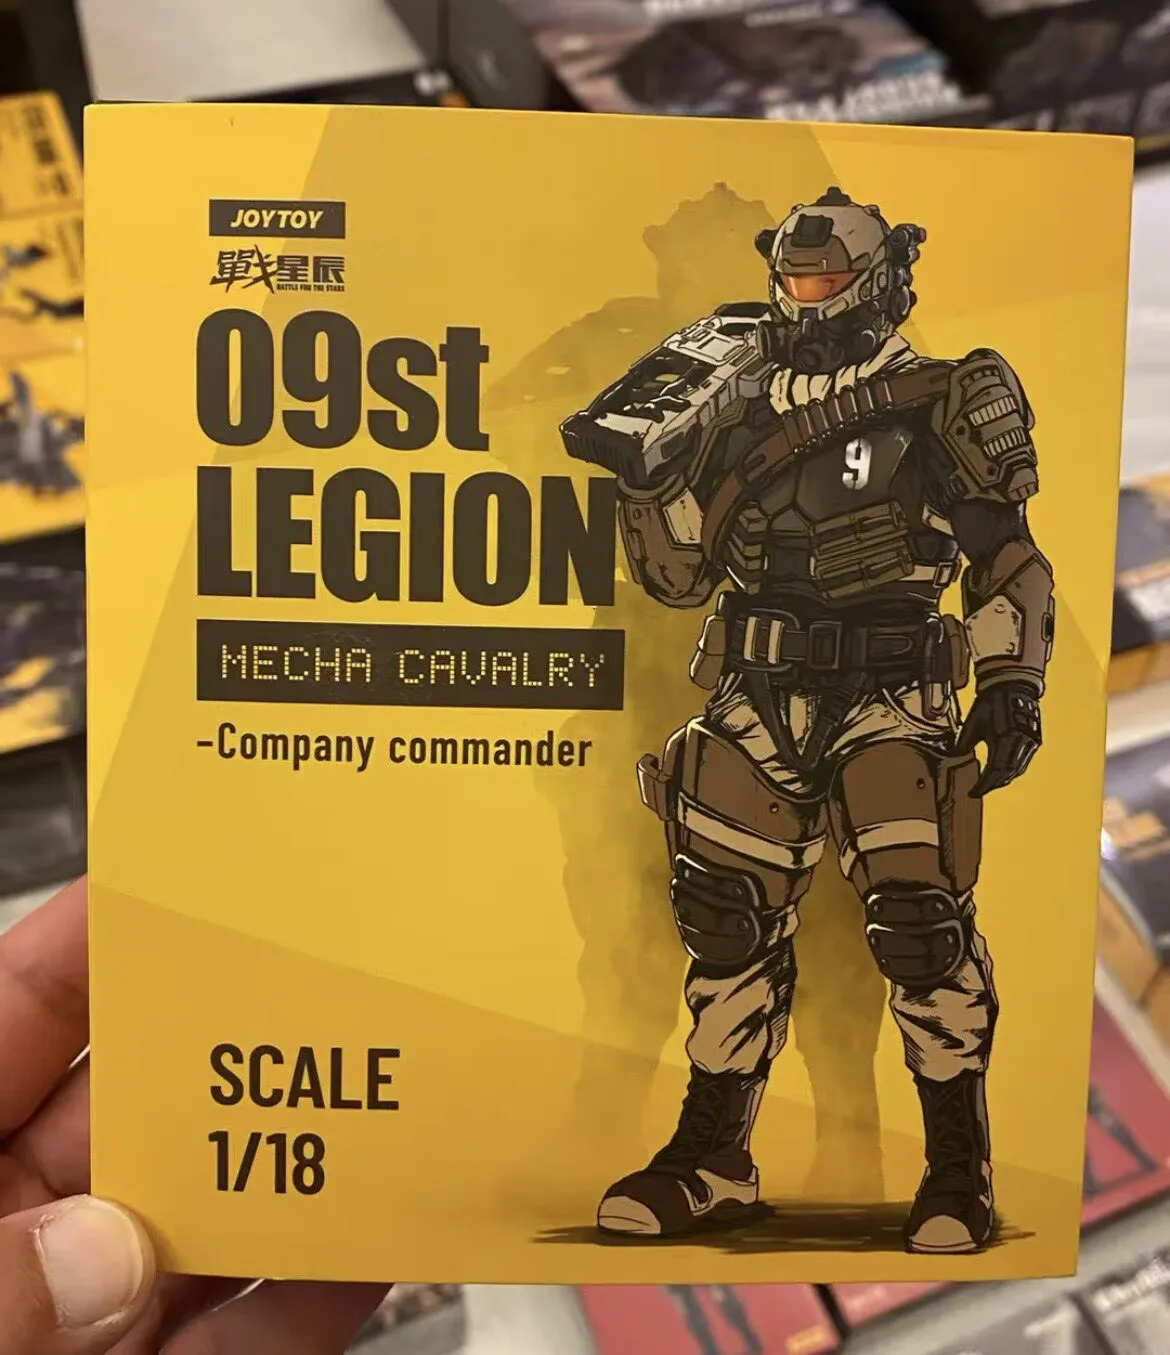 JOYTOY
戰星辰
BATTLE FOR THE STARS
09st
LEGION
MECHA CAVALRY
-Company commander
SCALE
1/18
9